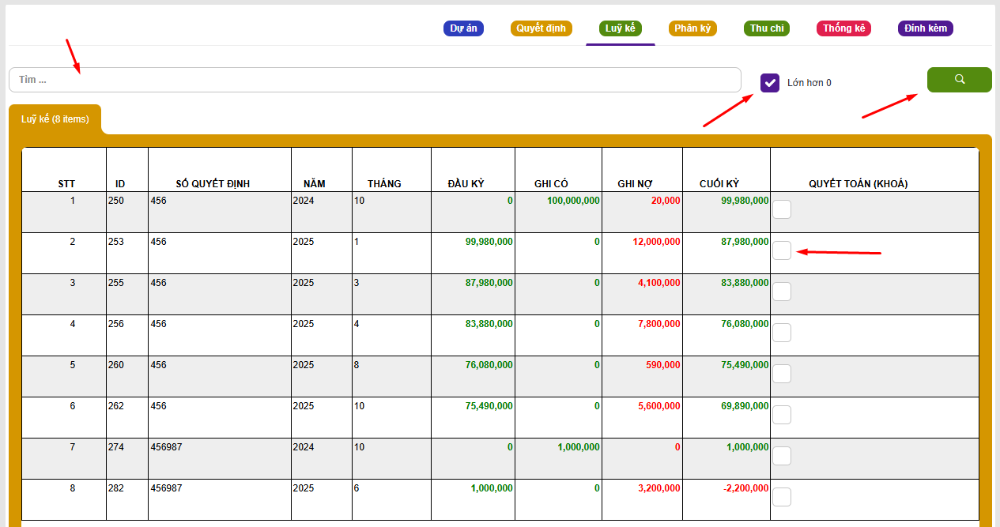 Dự án Quyết định Luỹ kế Phân kỳ Thu chi Thống kê Đính kèm
Tìm ... Lớn hơn 0
Luỹ kế (8 items)
STT ID SỐ QUYẾT ĐỊNH NĂM THÁNG ĐẦU KỲ GHI CÓ GHI NỢ CUỐI KỲ QUYẾT TOÁN (KHOÁ)
1 250 456 2024 10 0 100,000,000 20,000 99,980,000
2 253 456 2025 1 99,980,000 0 12,000,000 87,980,000
3 255 456 2025 3 87,980,000 0 4,100,000 83,880,000
4 256 456 2025 4 83,880,000 0 7,800,000 76,080,000
5 260 456 2025 8 76,080,000 0 590,000 75,490,000
6 262 456 2025 10 75,490,000 0 5,600,000 69,890,000
7 274 456987 2024 10 0 1,000,000 0 1,000,000
8 282 456987 2025 6 1,000,000 0 3,200,000 -2,200,000